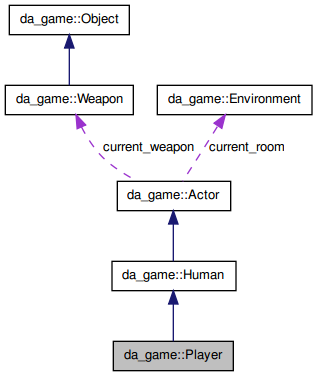 da_game::Object
da_game::Weapon
da_game::Environment
current_weapon
current_room
da_game::Actor
da_game::Human
da_game::Player